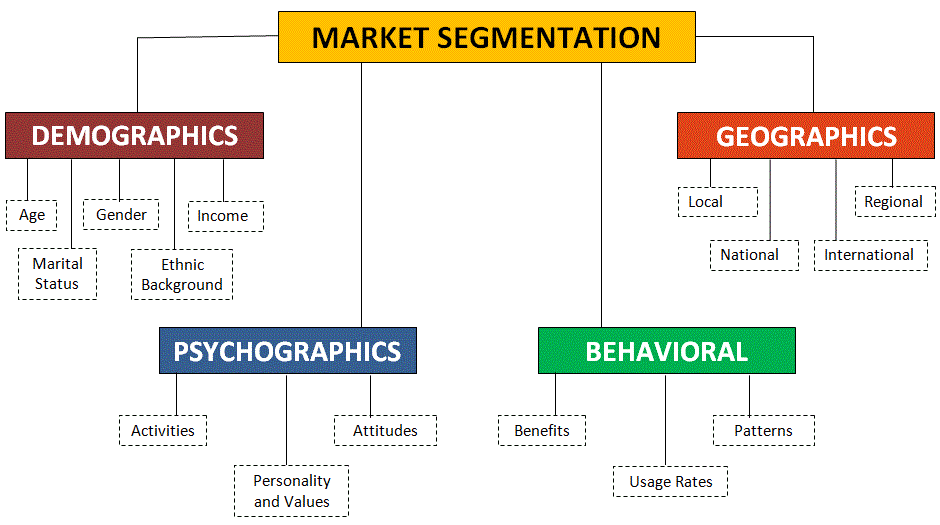 MARKET SEGMENTATION
DEMOGRAPHICS
GEOGRAPHICS
Age
Gender
Income
Marital
Status
Ethnic
Background
Local
Regional
National
International
PSYCHOGRAPHICS
BEHAVIORAL
Activities
Attitudes
Personality
and Values
Benefits
Patterns
Usage Rates